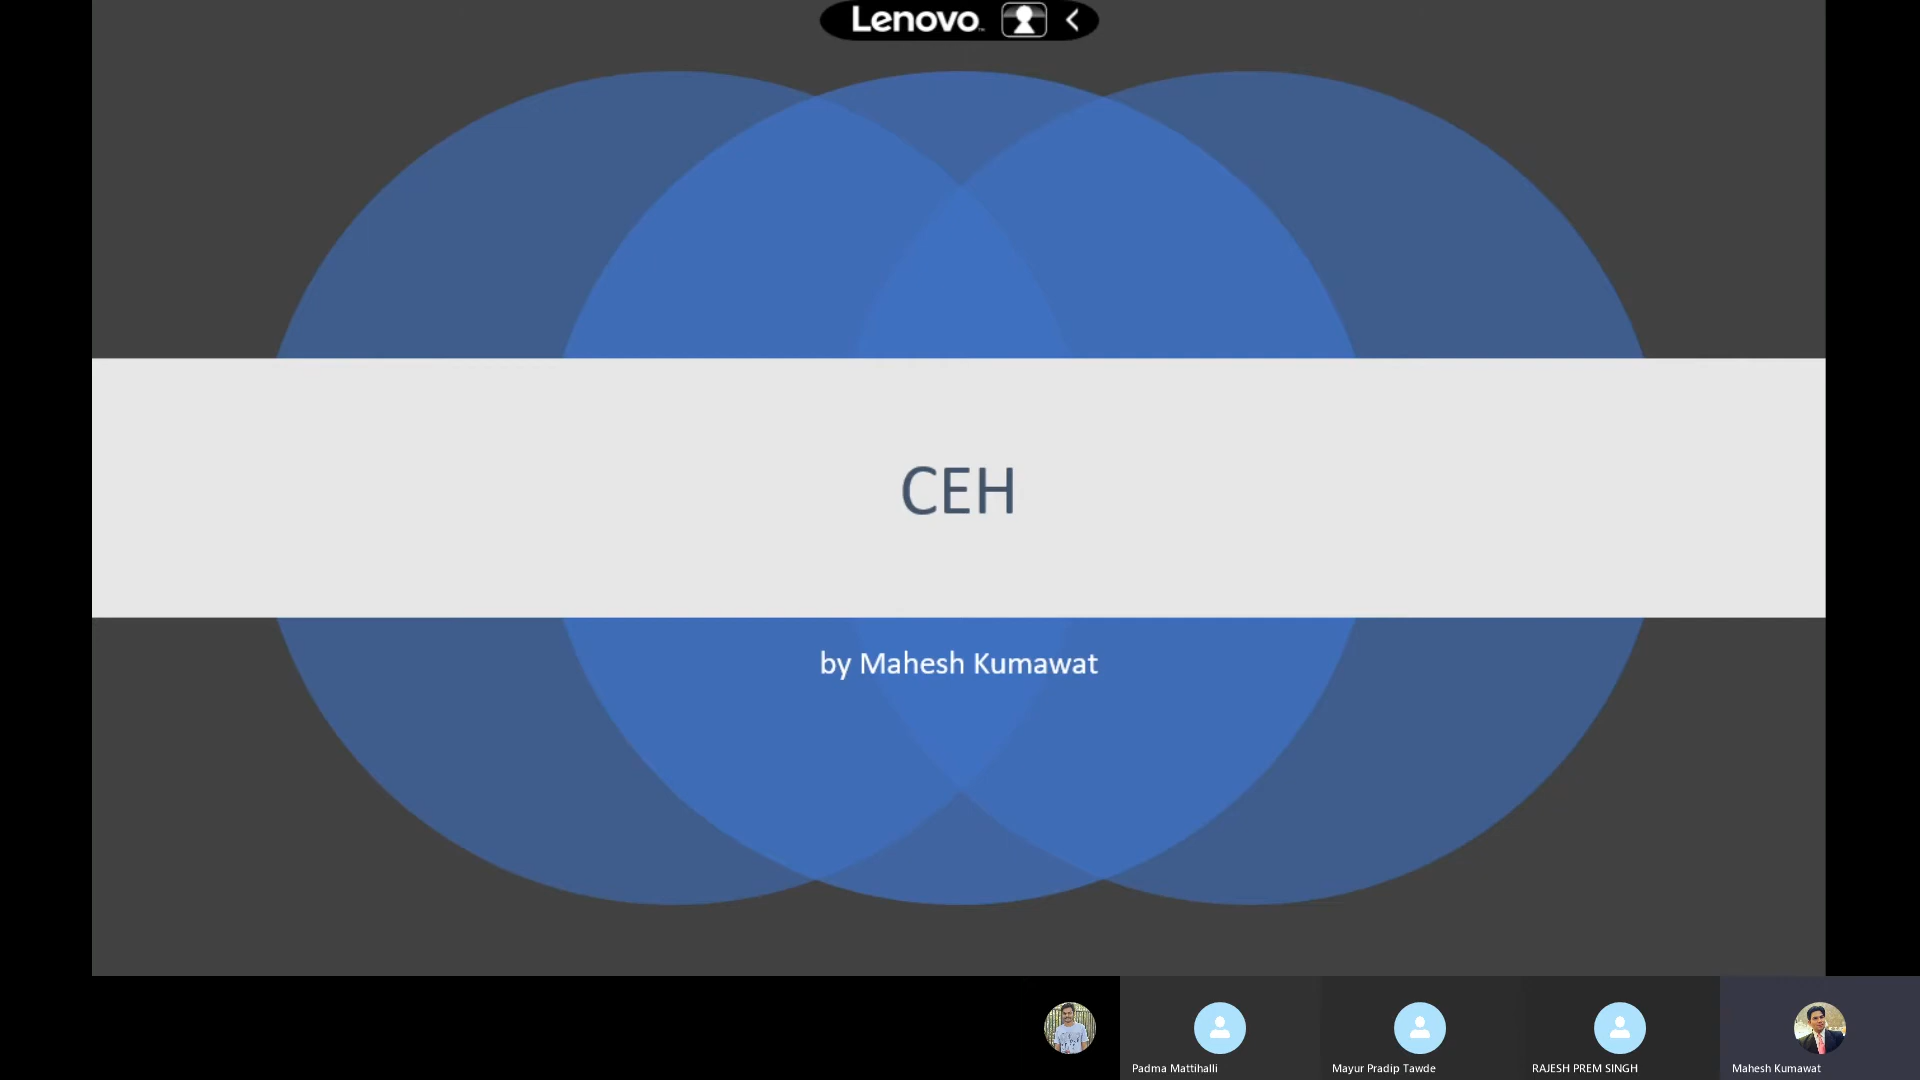 Lenovo
CEH
by Mahesh Kumawat
Padma Mattihalli
Mayur Pradip Tawde
RAJESH PREM SINGH
Mahesh Kumawat